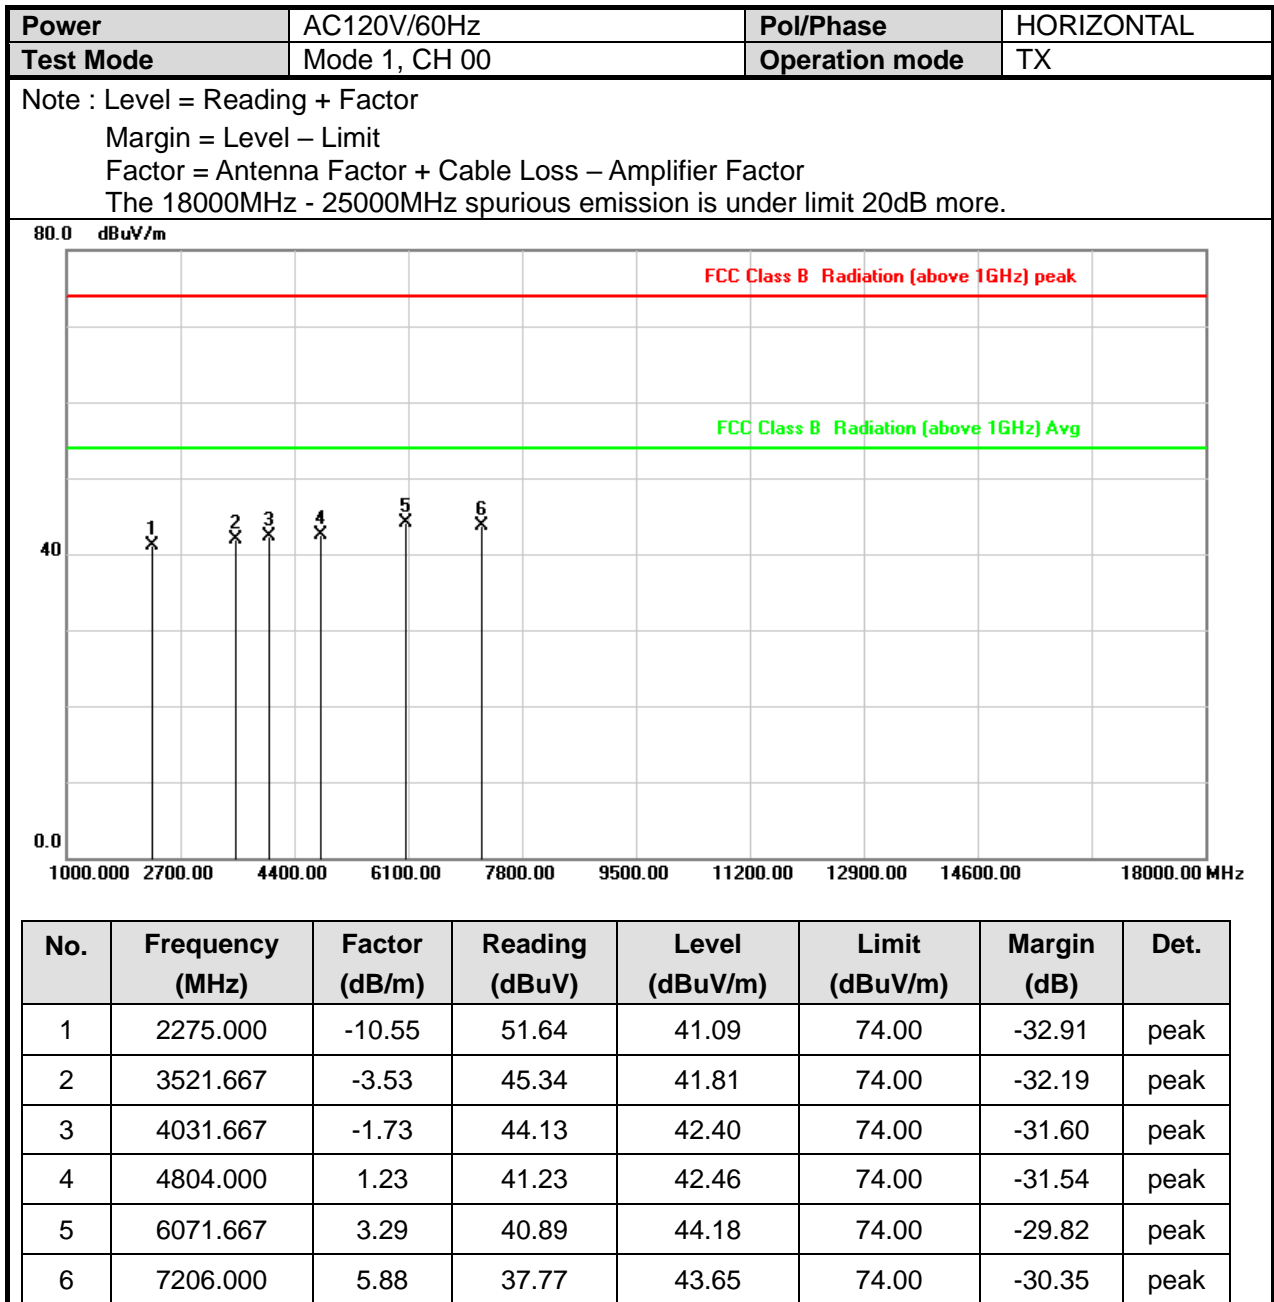 Power AC120V/60Hz Pol/Phase HORIZONTAL
Test Mode Mode 1, CH 00 Operation mode TX
Note : Level = Reading + Factor
Margin = Level – Limit
Factor = Antenna Factor + Cable Loss – Amplifier Factor
The 18000MHz - 25000MHz spurious emission is under limit 20dB more.
80.0 dBuV/m
FCC Class B Radiation (above 1GHz) peak
FCC Class B Radiation (above 1GHz) Avg
1 2 3 4 5 6
40
0.0
1000.000 2700.00 4400.00 6100.00 7800.00 9500.00 11200.00 12900.00 14600.00 18000.00 MHz
No. Frequency Factor Reading Level Limit Margin Det.
(MHz) (dB/m) (dBuV) (dBuV/m) (dBuV/m) (dB)
1 2275.000 -10.55 51.64 41.09 74.00 -32.91 peak
2 3521.667 -3.53 45.34 41.81 74.00 -32.19 peak
3 4031.667 -1.73 44.13 42.40 74.00 -31.60 peak
4 4804.000 1.23 41.23 42.46 74.00 -31.54 peak
5 6071.667 3.29 40.89 44.18 74.00 -29.82 peak
6 7206.000 5.88 37.77 43.65 74.00 -30.35 peak